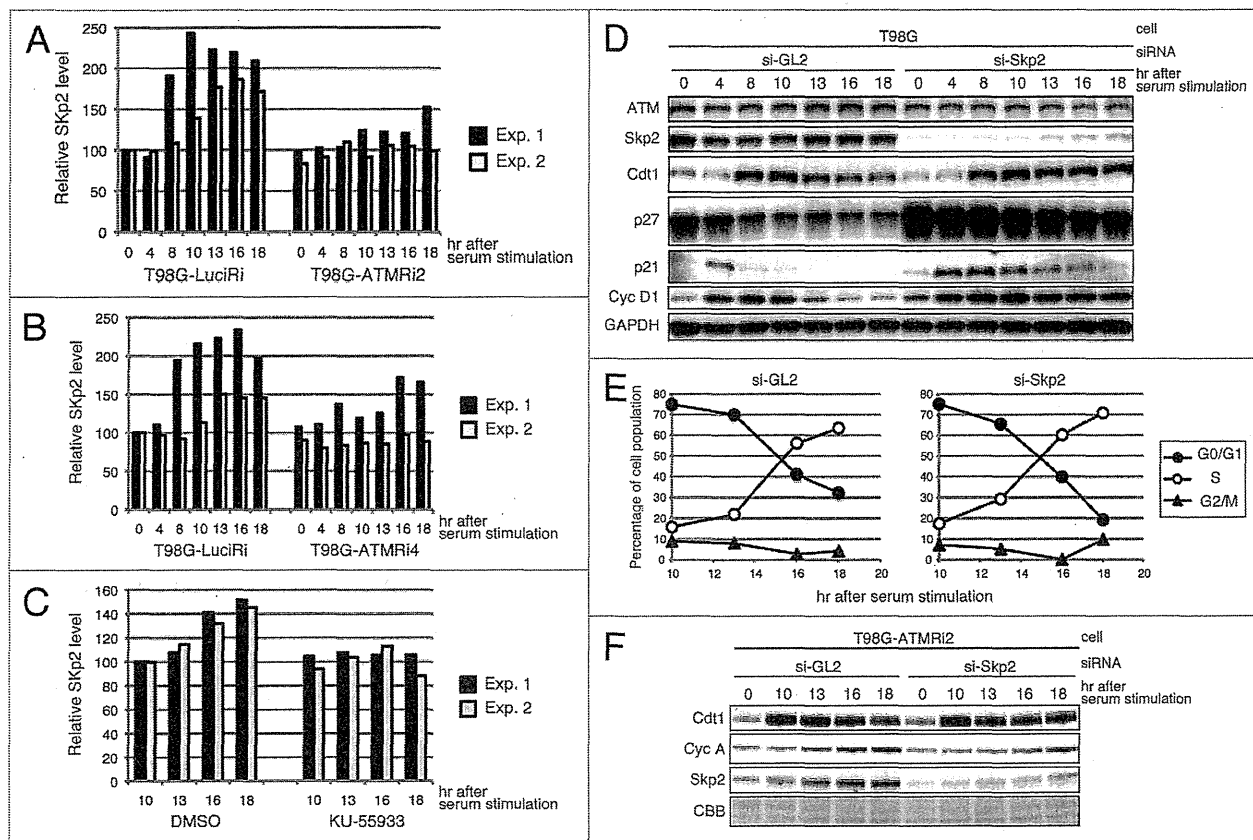 A
Relative SKp2 level
250
200
150
100
50
0
0 4 8 10 13 16 18 0 4 8 10 13 16 18
hr after
serum stimulation
T98G-LuciRi T98G-ATMRi2
Exp. 1
Exp. 2
B
Relative SKp2 level
250
200
150
100
50
0
0 4 8 10 13 16 18 0 4 8 10 13 16 18
hr after
serum stimulation
T98G-LuciRi T98G-ATMRi4
Exp. 1
Exp. 2
C
Relative SKp2 level
160
140
120
100
80
60
40
20
0
10 13 16 18 10 13 16 18
hr after
serum stimulation
DMSO KU-55933
Exp. 1
Exp. 2
D
T98G cell
si-GL2 si-Skp2 siRNA
0 4 8 10 13 16 18 0 4 8 10 13 16 18
hr after
serum stimulation
ATM
Skp2
Cdt1
p27
p21
Cyc D1
GAPDH
E
si-GL2 si-Skp2
Percentage of cell population
80 80
70 70
60 60
50 50
40 40
30 30
20 20
10 10
0 0
10 12 14 16 18 20 10 12 14 16 18 20
hr after serum stimulation
G0/G1
S
G2/M
F
T98G-ATMRi2 cell
si-GL2 si-Skp2 siRNA
0 10 13 16 18 0 10 13 16 18
hr after
serum stimulation
Cdt1
Cyc A
Skp2
CBB